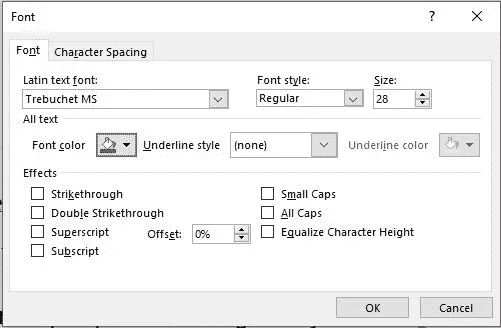 Font
? ×
Font Character Spacing
Latin text font: Font style: Size:
Trebuchet MS Regular 28
All text
Font color Underline style (none) Underline color
Effects
Strikethrough Small Caps
Double Strikethrough All Caps
Superscript Offset: 0% Equalize Character Height
Subscript
OK Cancel